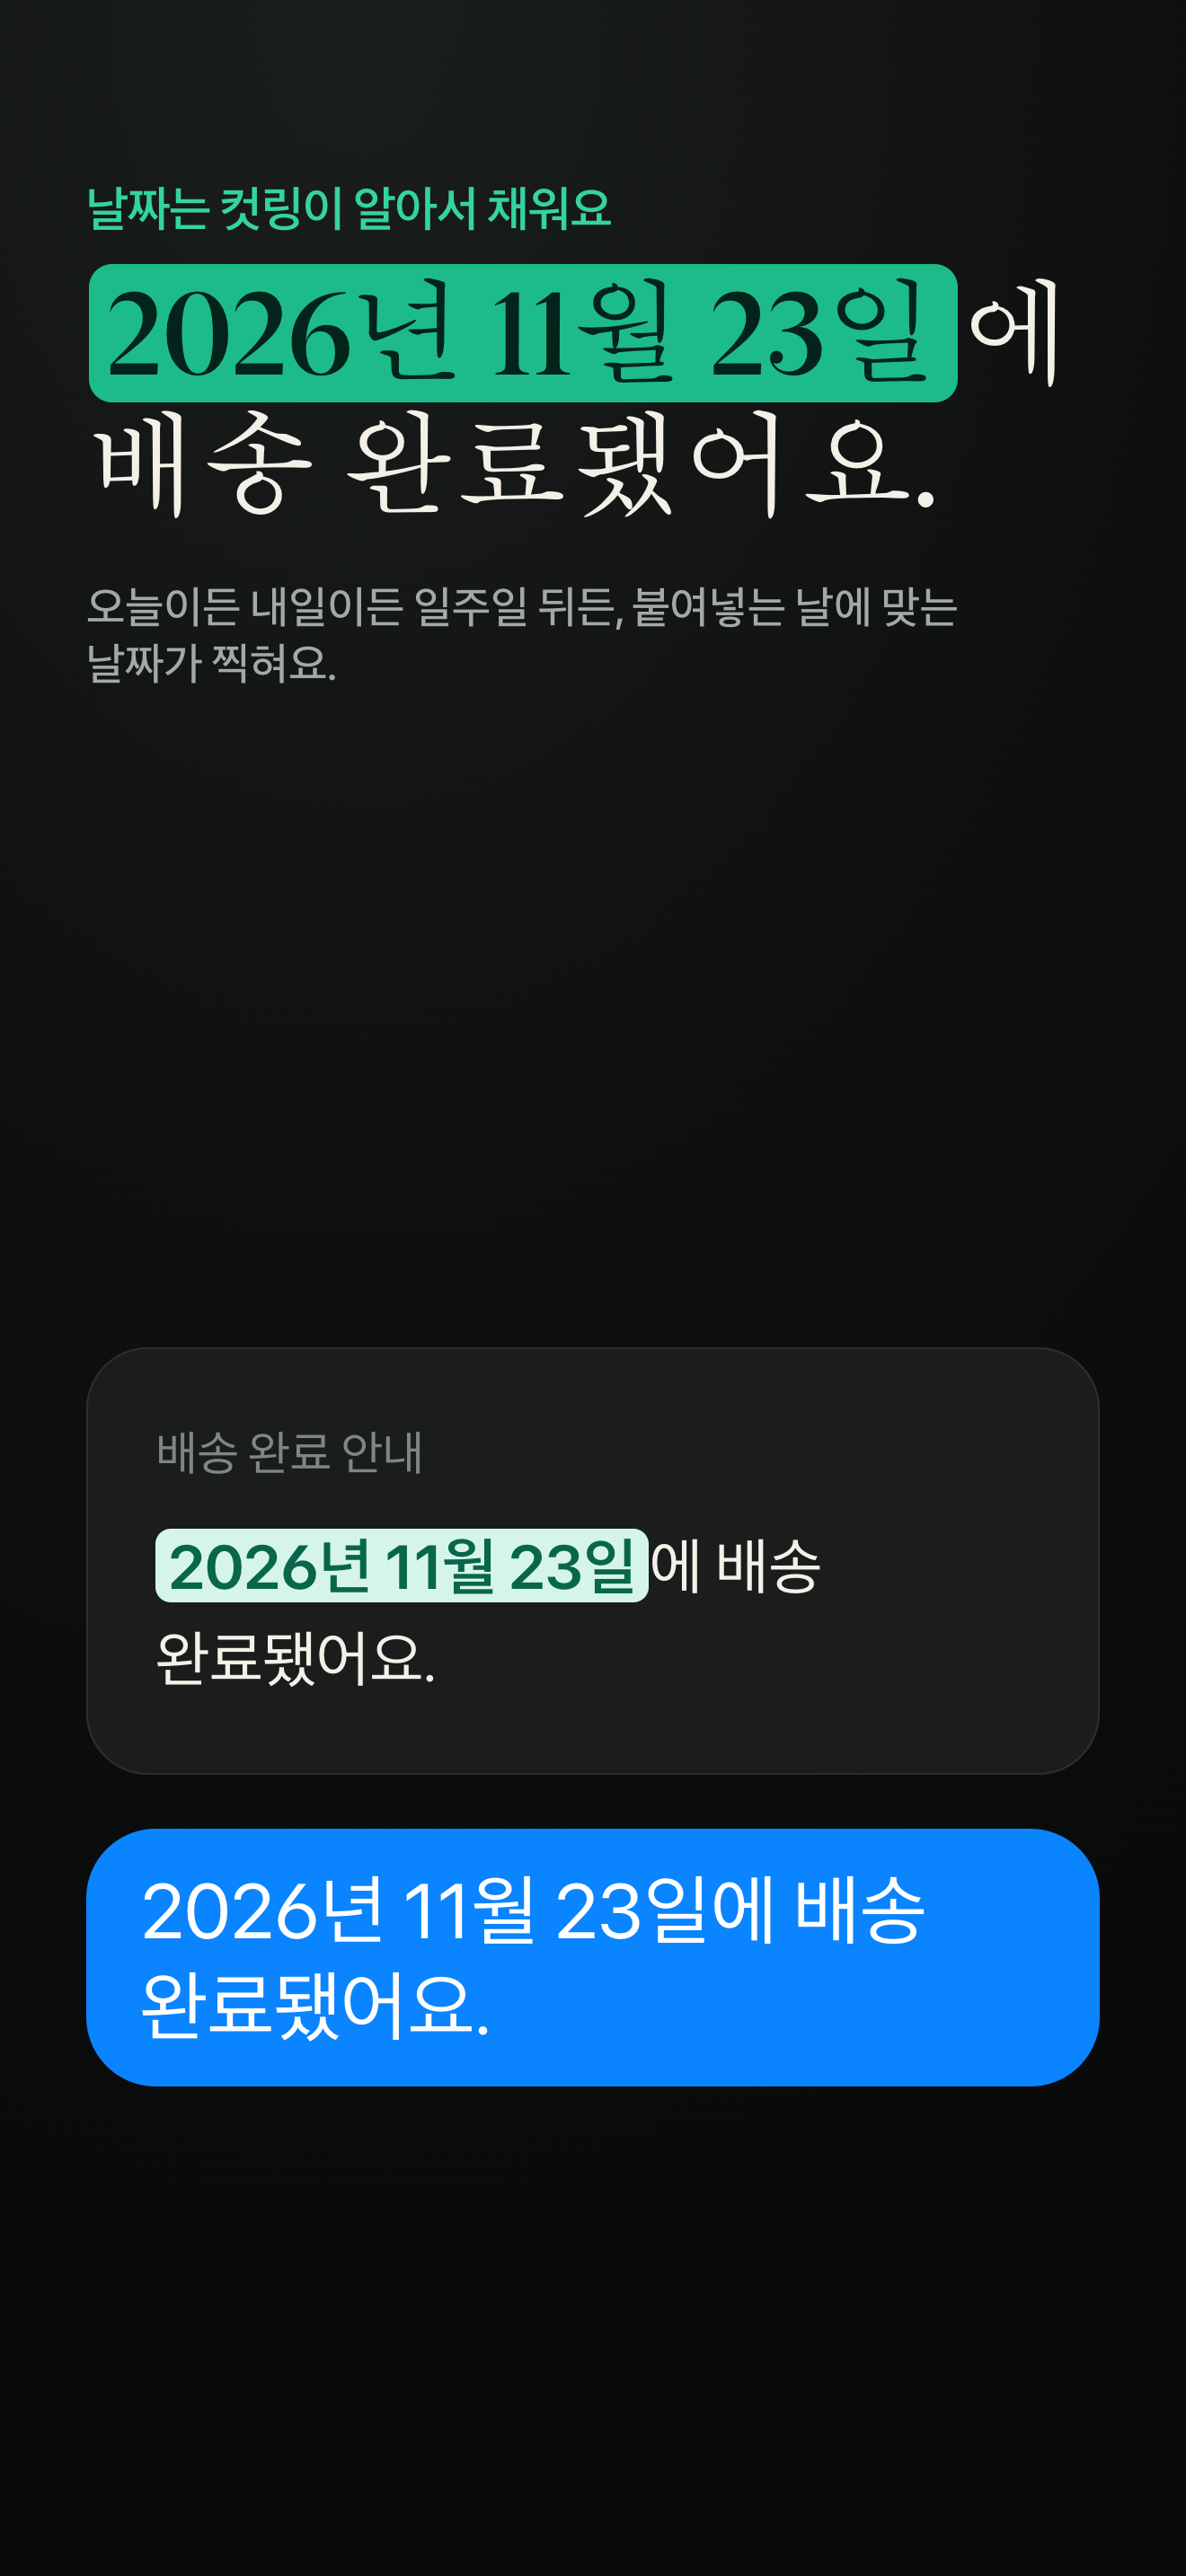 날짜는 컷링이 알아서 채워요
2026년 11월 23일에
배송 완료됐어요.
오늘이든 내일이든 일주일 뒤든, 붙여넣는 날에 맞는
날짜가 찍혀요.
배송 완료 안내
2026년 11월 23일에 배송
완료됐어요.
2026년 11월 23일에 배송
완료됐어요.